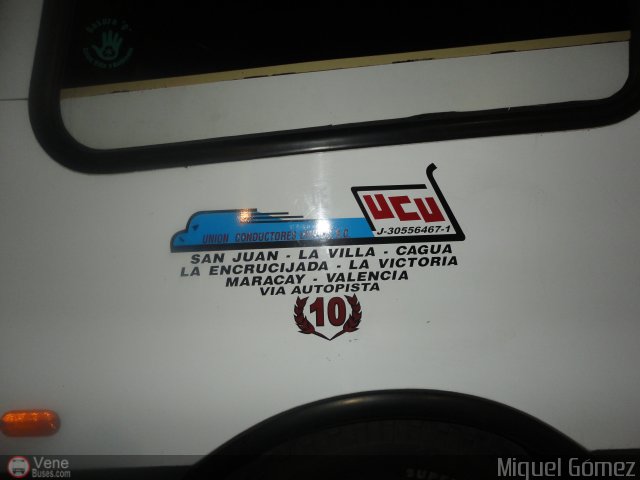 UCU
J-30556467-1
UNION CONDUCTORES
SAN JUAN - LA VILLA - CAGUA
LA ENCRUCIJADA - LA VICTORIA
MARACAY - VALENCIA
VIA AUTOPISTA
10
Vene
Buses.com
Miquel Gómez